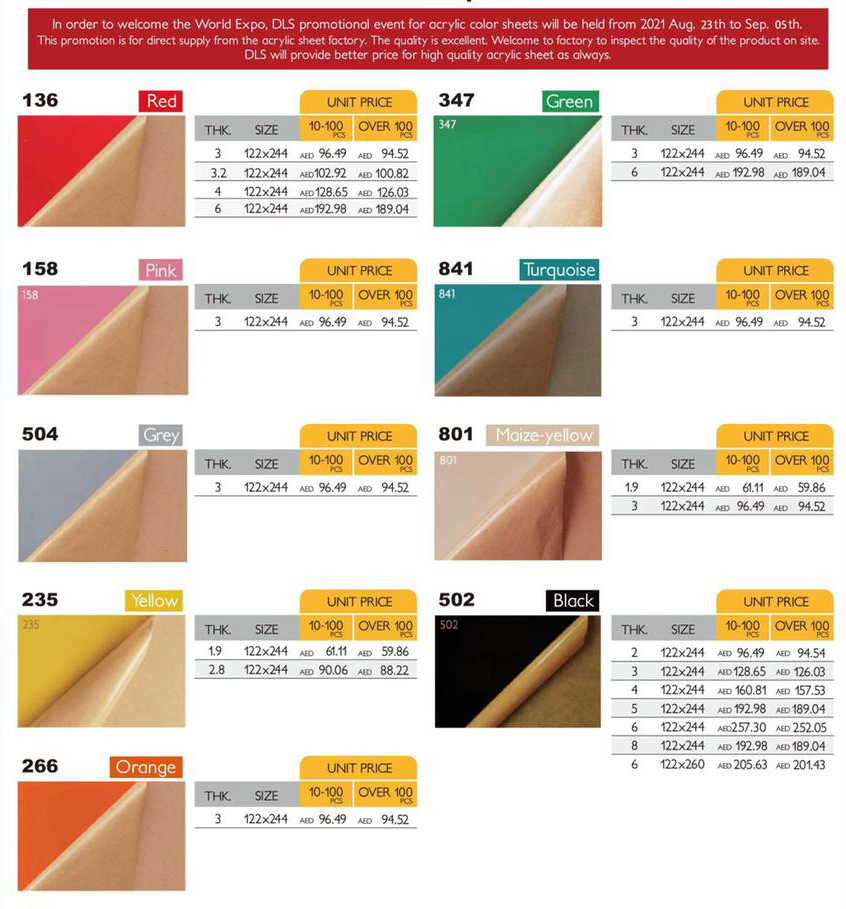 In order to welcome the World Expo, DLS promotional event for acrylic color sheets will be held from 2021 Aug. 23th to Sep. 05th.
This promotion is for direct supply from the acrylic sheet factory. The quality is excellent. Welcome to factory to inspect the quality of the product on site.
DLS will provide better price for high quality acrylic sheet as always.
136 Red
UNIT PRICE
THK. SIZE 10-100 PCS OVER 100 PCS
3 122x244 AED 96.49 AED 94.52
3.2 122x244 AED 102.92 AED 100.82
4 122x244 AED 128.65 AED 126.03
6 122x244 AED 192.98 AED 189.04
347 Green
347
UNIT PRICE
THK. SIZE 10-100 PCS OVER 100 PCS
3 122x244 AED 96.49 AED 94.52
6 122x244 AED 192.98 AED 189.04
158 Pink
158
UNIT PRICE
THK. SIZE 10-100 PCS OVER 100 PCS
3 122x244 AED 96.49 AED 94.52
841 Turquoise
841
UNIT PRICE
THK. SIZE 10-100 PCS OVER 100 PCS
3 122x244 AED 96.49 AED 94.52
504 Grey
UNIT PRICE
THK. SIZE 10-100 PCS OVER 100 PCS
3 122x244 AED 96.49 AED 94.52
801 Maize-yellow
801
UNIT PRICE
THK. SIZE 10-100 PCS OVER 100 PCS
1.9 122x244 AED 61.11 AED 59.86
3 122x244 AED 96.49 AED 94.52
235 Yellow
235
UNIT PRICE
THK. SIZE 10-100 PCS OVER 100 PCS
1.9 122x244 AED 61.11 AED 59.86
2.8 122x244 AED 90.06 AED 88.22
502 Black
502
UNIT PRICE
THK. SIZE 10-100 PCS OVER 100 PCS
2 122x244 AED 96.49 AED 94.54
3 122x244 AED 128.65 AED 126.03
4 122x244 AED 160.81 AED 157.53
5 122x244 AED 192.98 AED 189.04
6 122x244 AED 257.30 AED 252.05
8 122x244 AED 192.98 AED 189.04
6 122x260 AED 205.63 AED 201.43
266 Orange
UNIT PRICE
THK. SIZE 10-100 PCS OVER 100 PCS
3 122x244 AED 96.49 AED 94.52